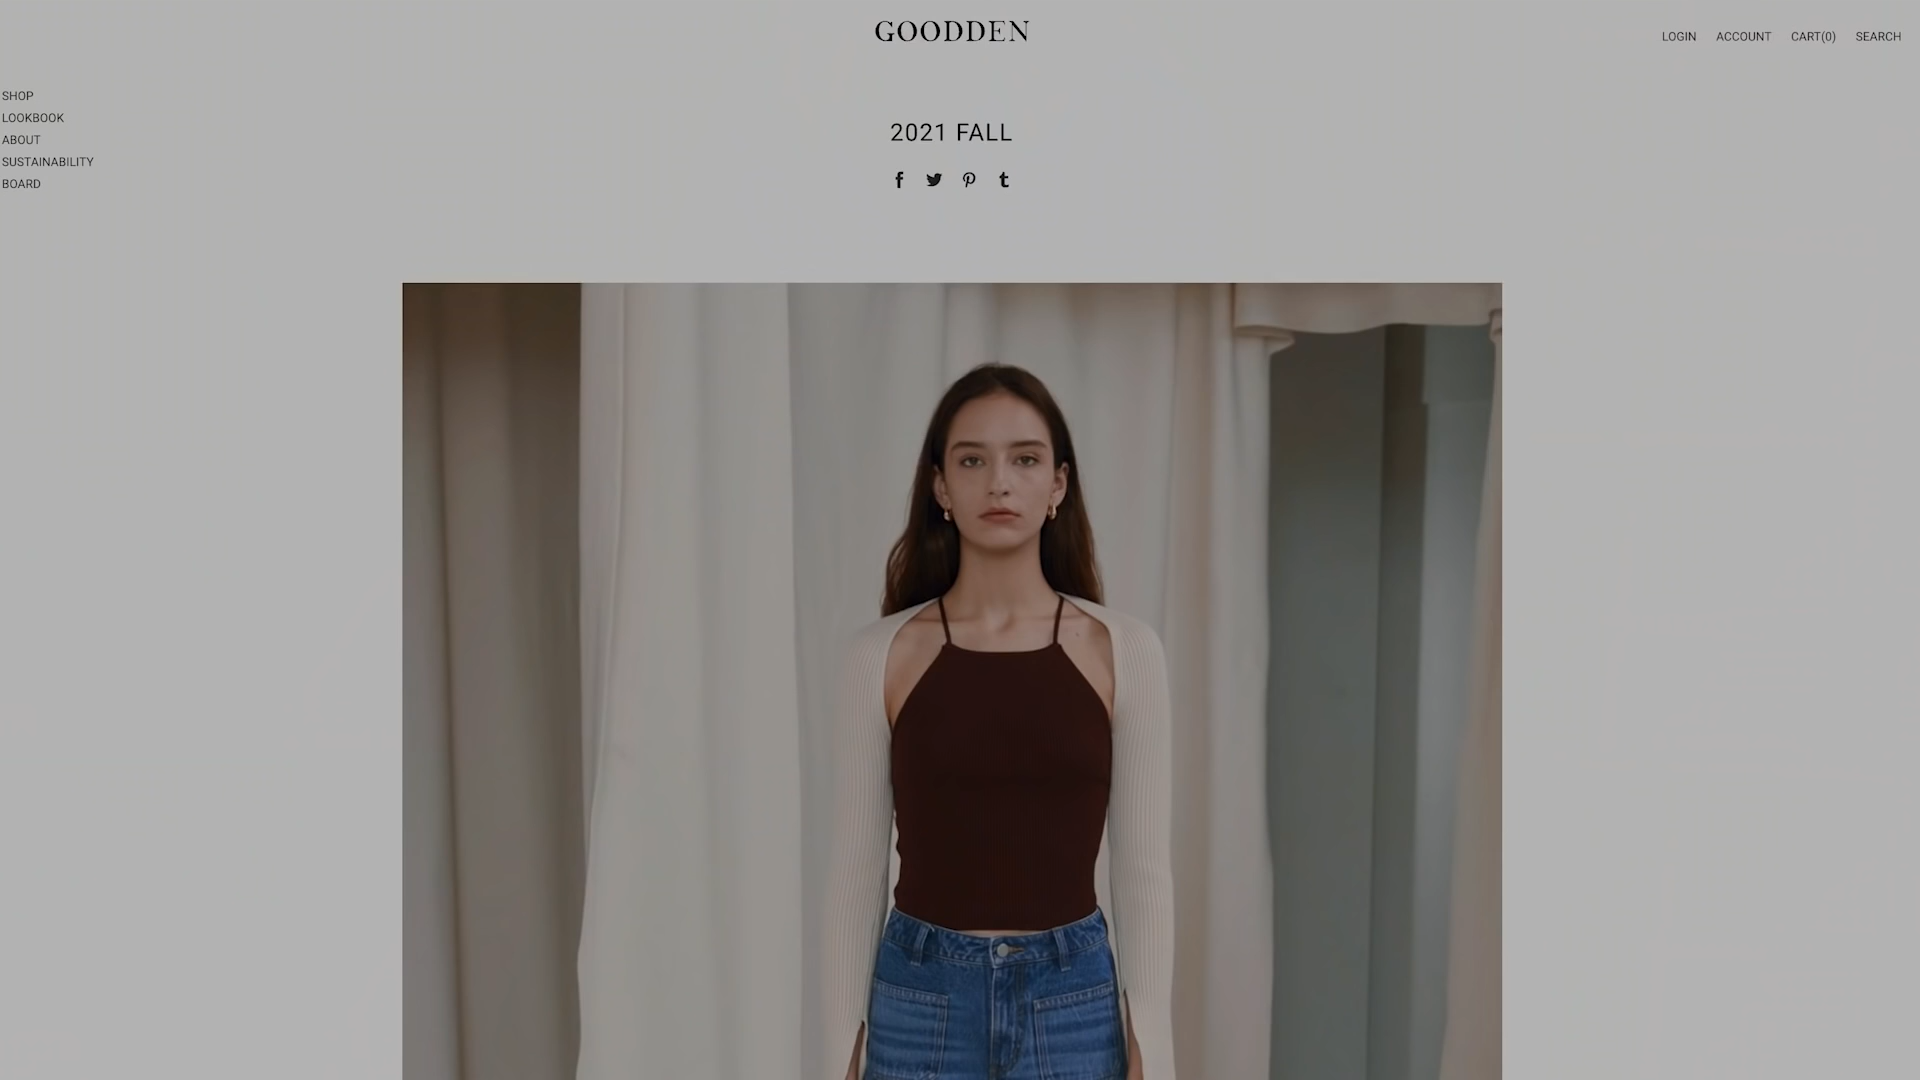 GOODDEN
LOGIN ACCOUNT CART(0) SEARCH
SHOP
LOOKBOOK
ABOUT
SUSTAINABILITY
BOARD
2021 FALL